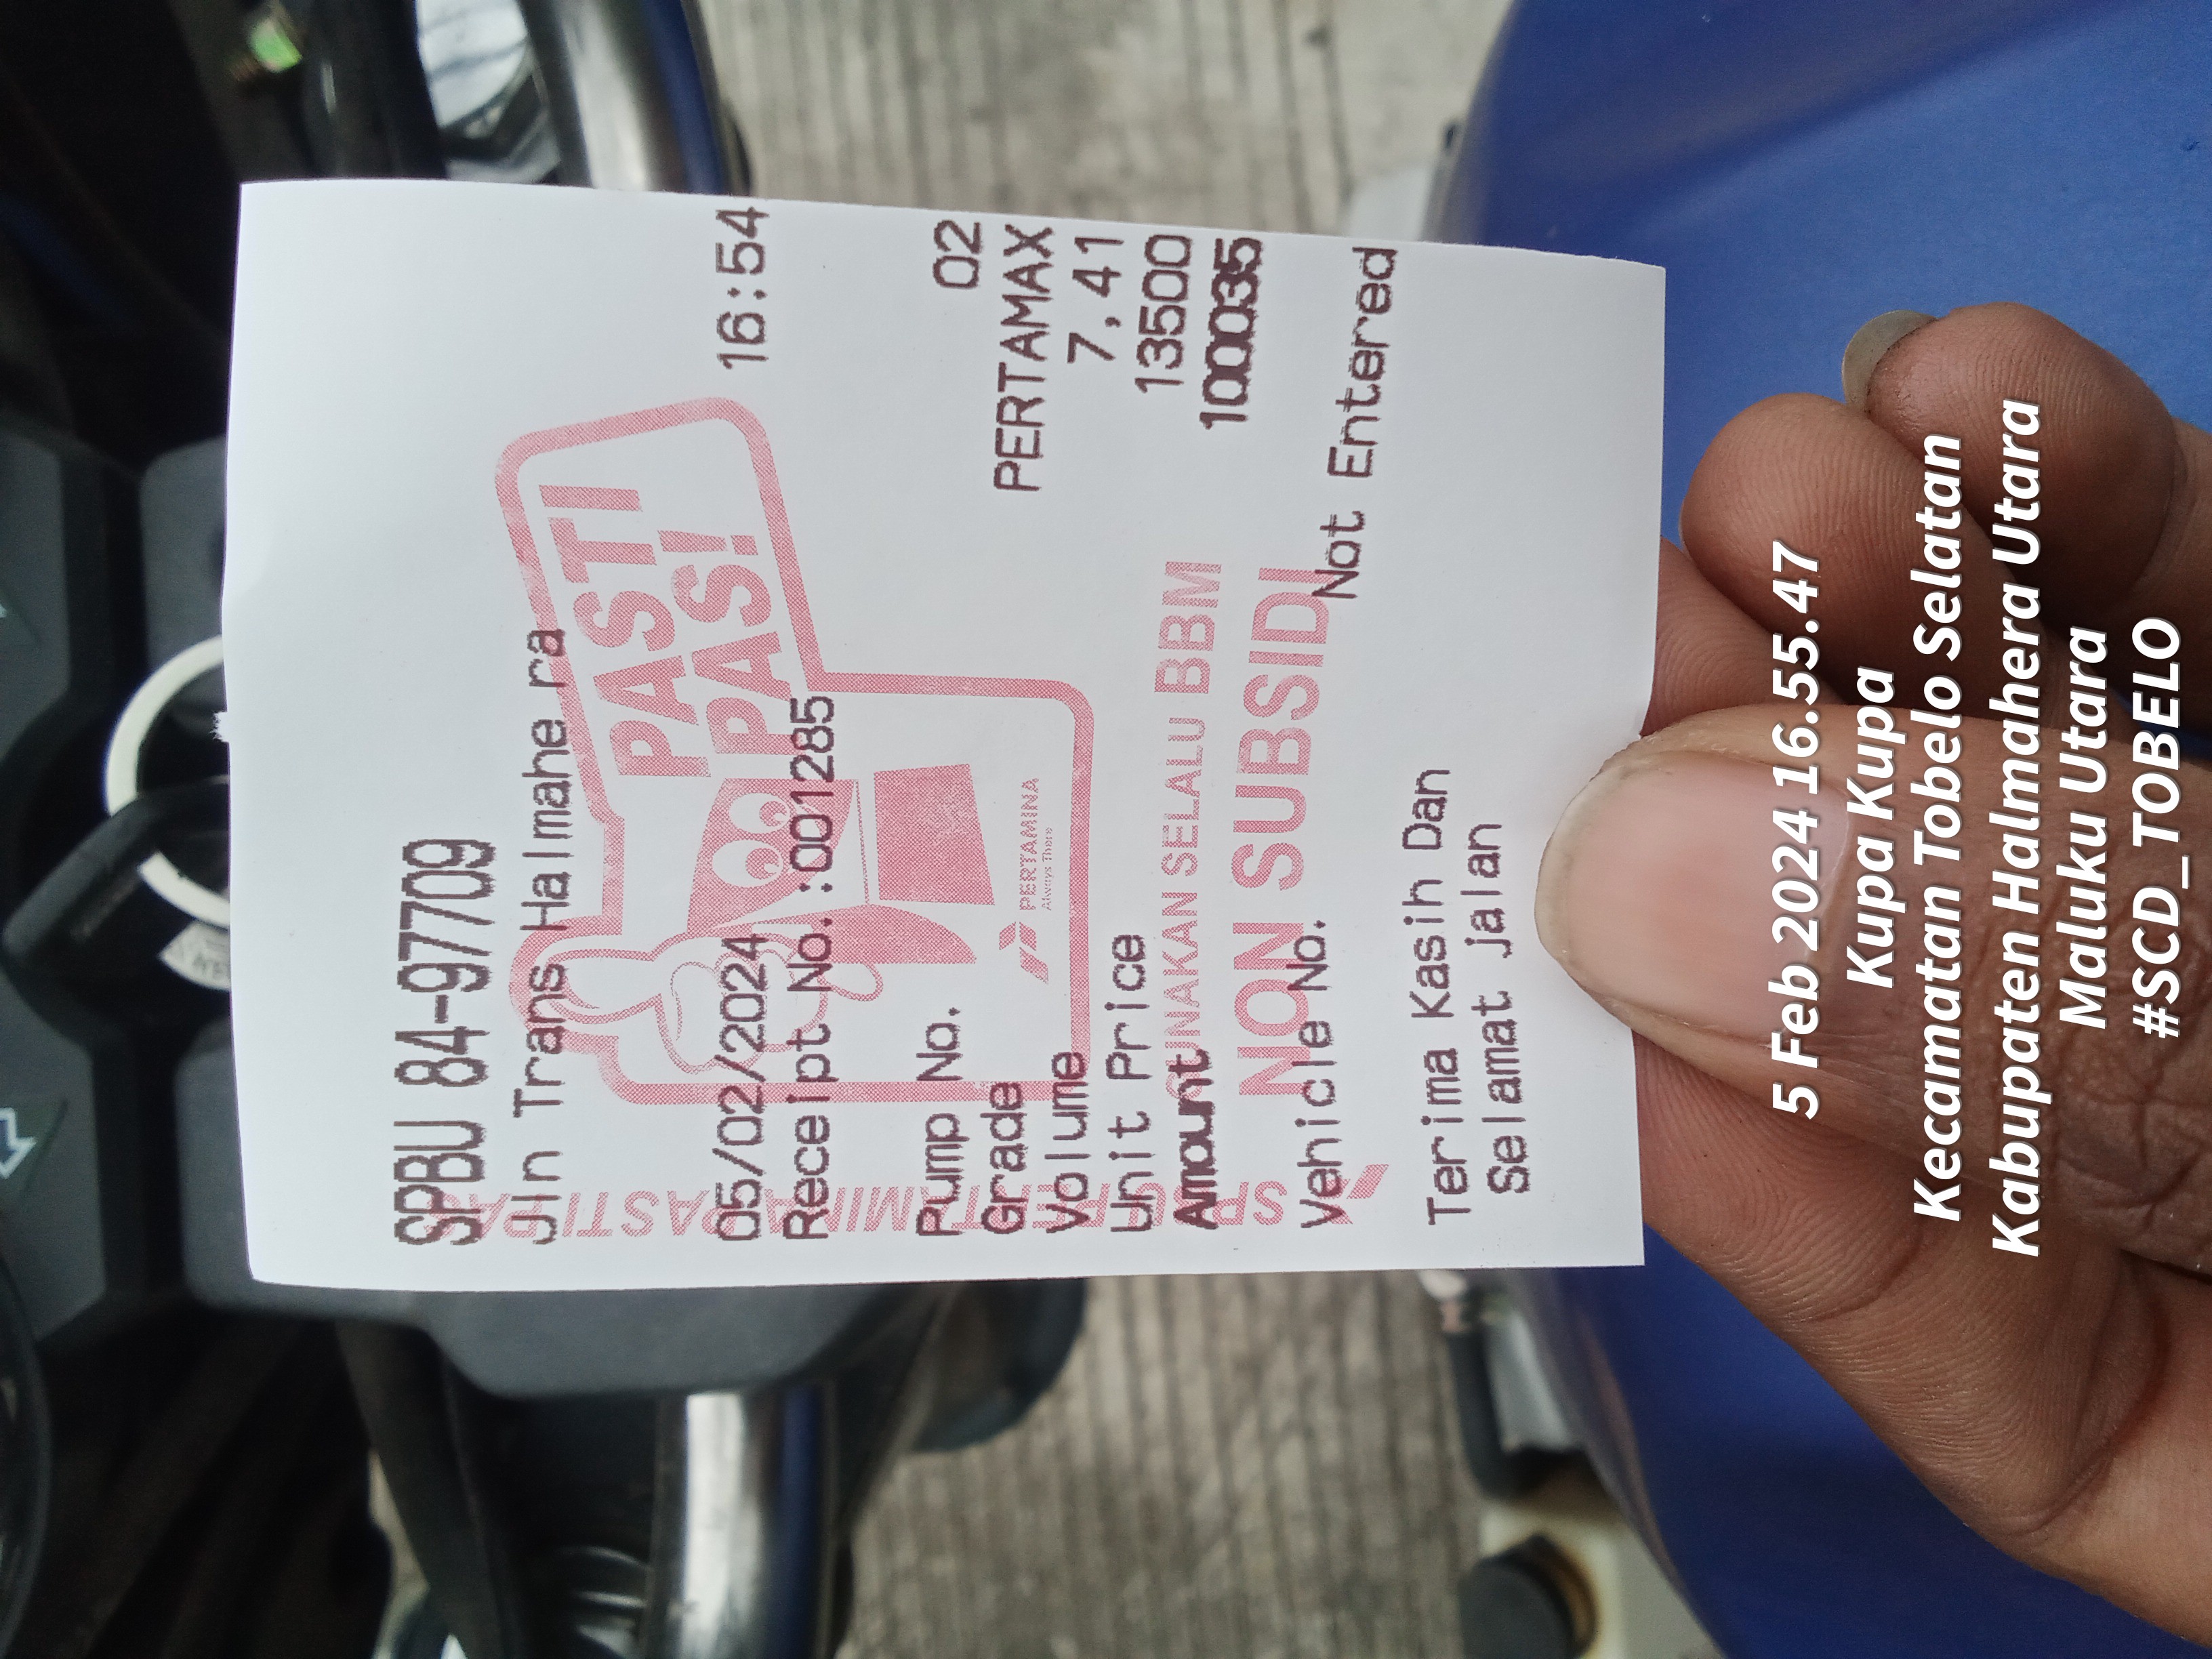 SPBU 84-97709
Jln Trans Halmahe ra
05/02/2024 16:54
Receipt No.:001285
Pump No. 02
Grade PERTAMAX
Volume 7,41
Unit Price 13500
Amount 100035
Vehicle No. Not Entered
Terima Kasih Dan
Selamat jalan
PASTI
PAS!
PERTAMINA
Always There
UNAKAN SELALU BBM
NON SUBSIDI
5 Feb 2024 16.55.47
Kupa Kupa
Kecamatan Tobelo Selatan
Kabupaten Halmahera Utara
Maluku Utara
#SCD_TOBELO